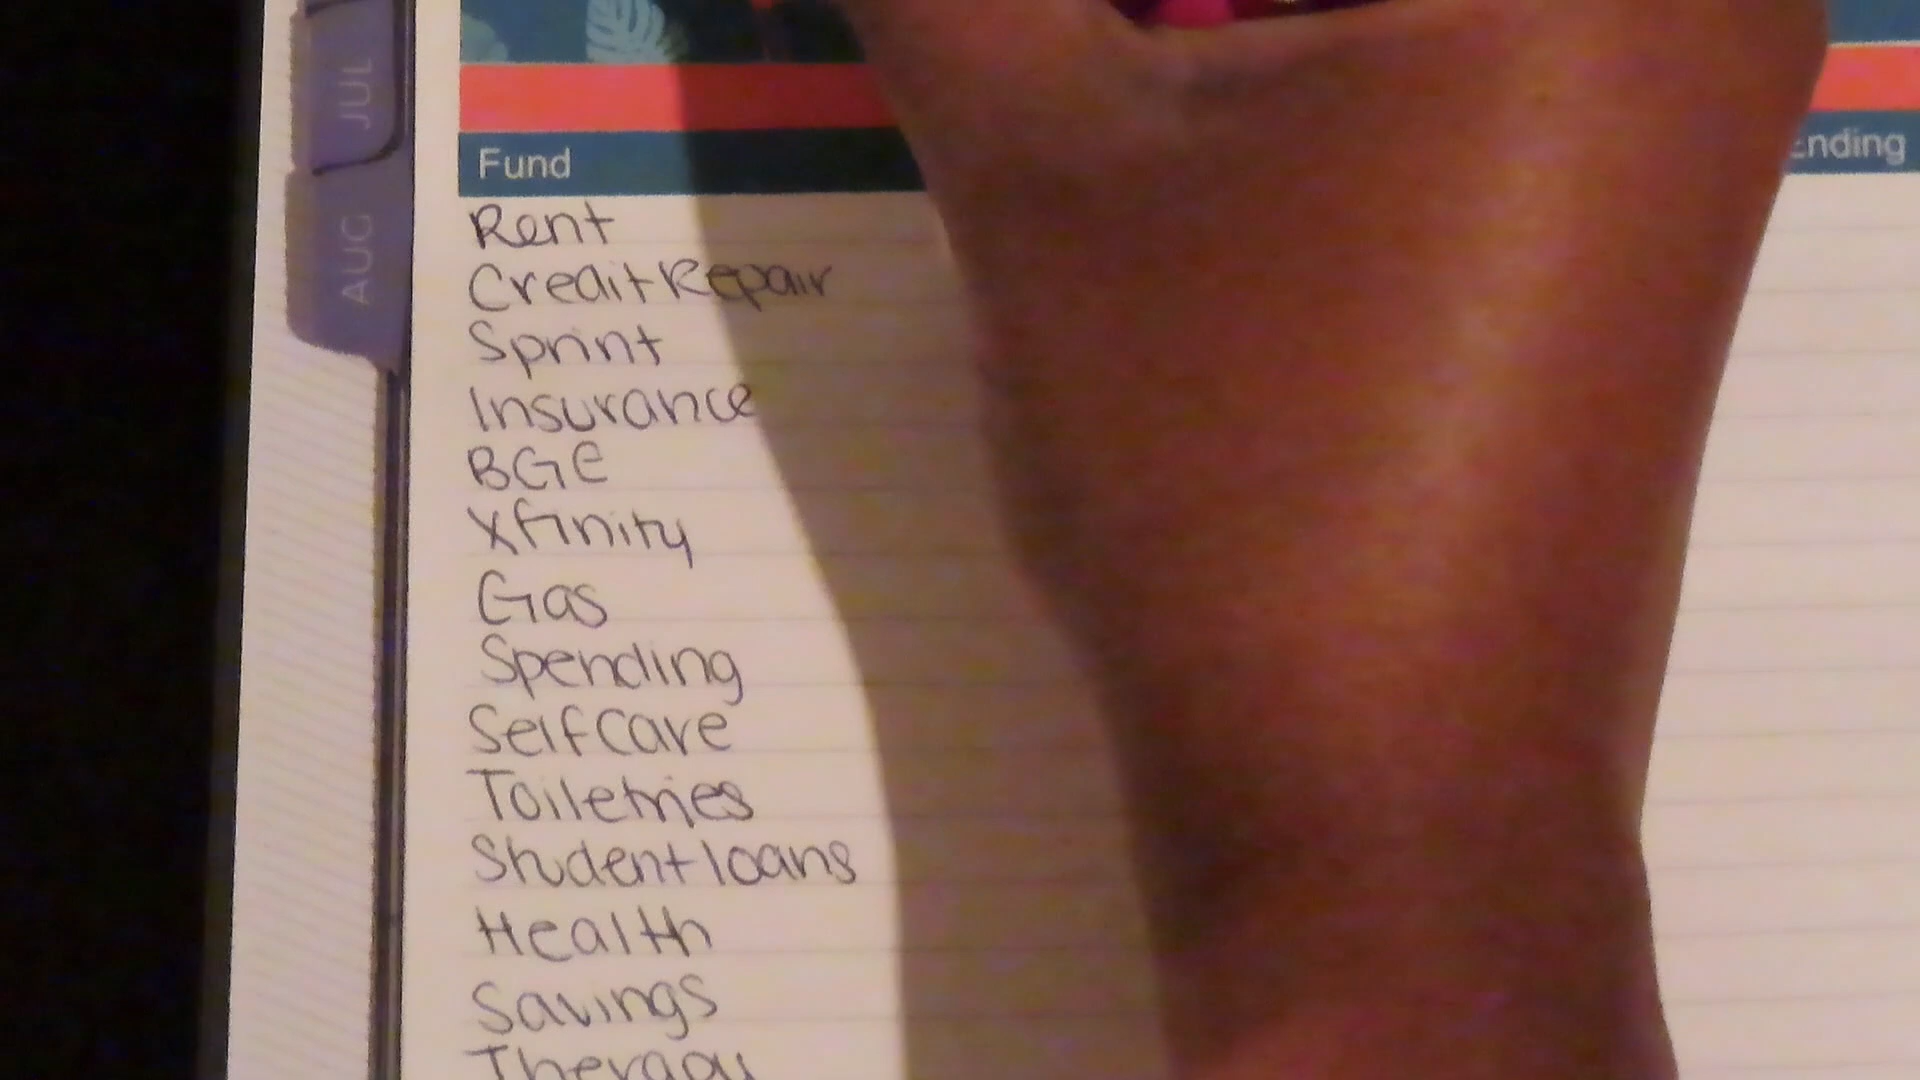 JUL
AUG
Fund
Rent
Credit Repair
Sprint
Insurance
BGE
Xfinity
Gas
Spending
Self Care
Toiletries
Student loans
Health
Savings
Therapy